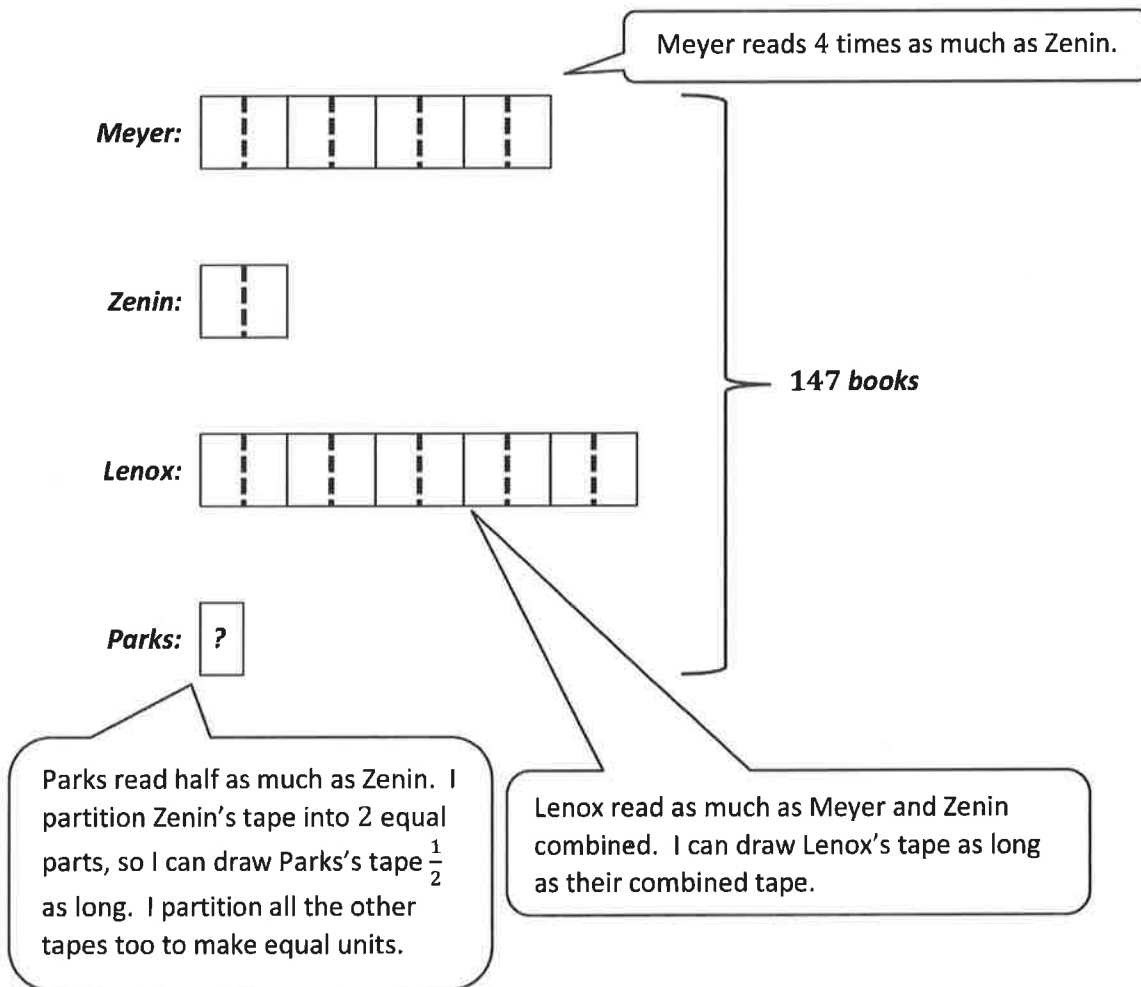 Meyer reads 4 times as much as Zenin.
Meyer:
Zenin:
147 books
Lenox:
Parks: ?
Parks read half as much as Zenin. I
partition Zenin's tape into 2 equal
parts, so I can draw Parks's tape 1/2
as long. I partition all the other
tapes too to make equal units.
Lenox read as much as Meyer and Zenin
combined. I can draw Lenox's tape as long
as their combined tape.